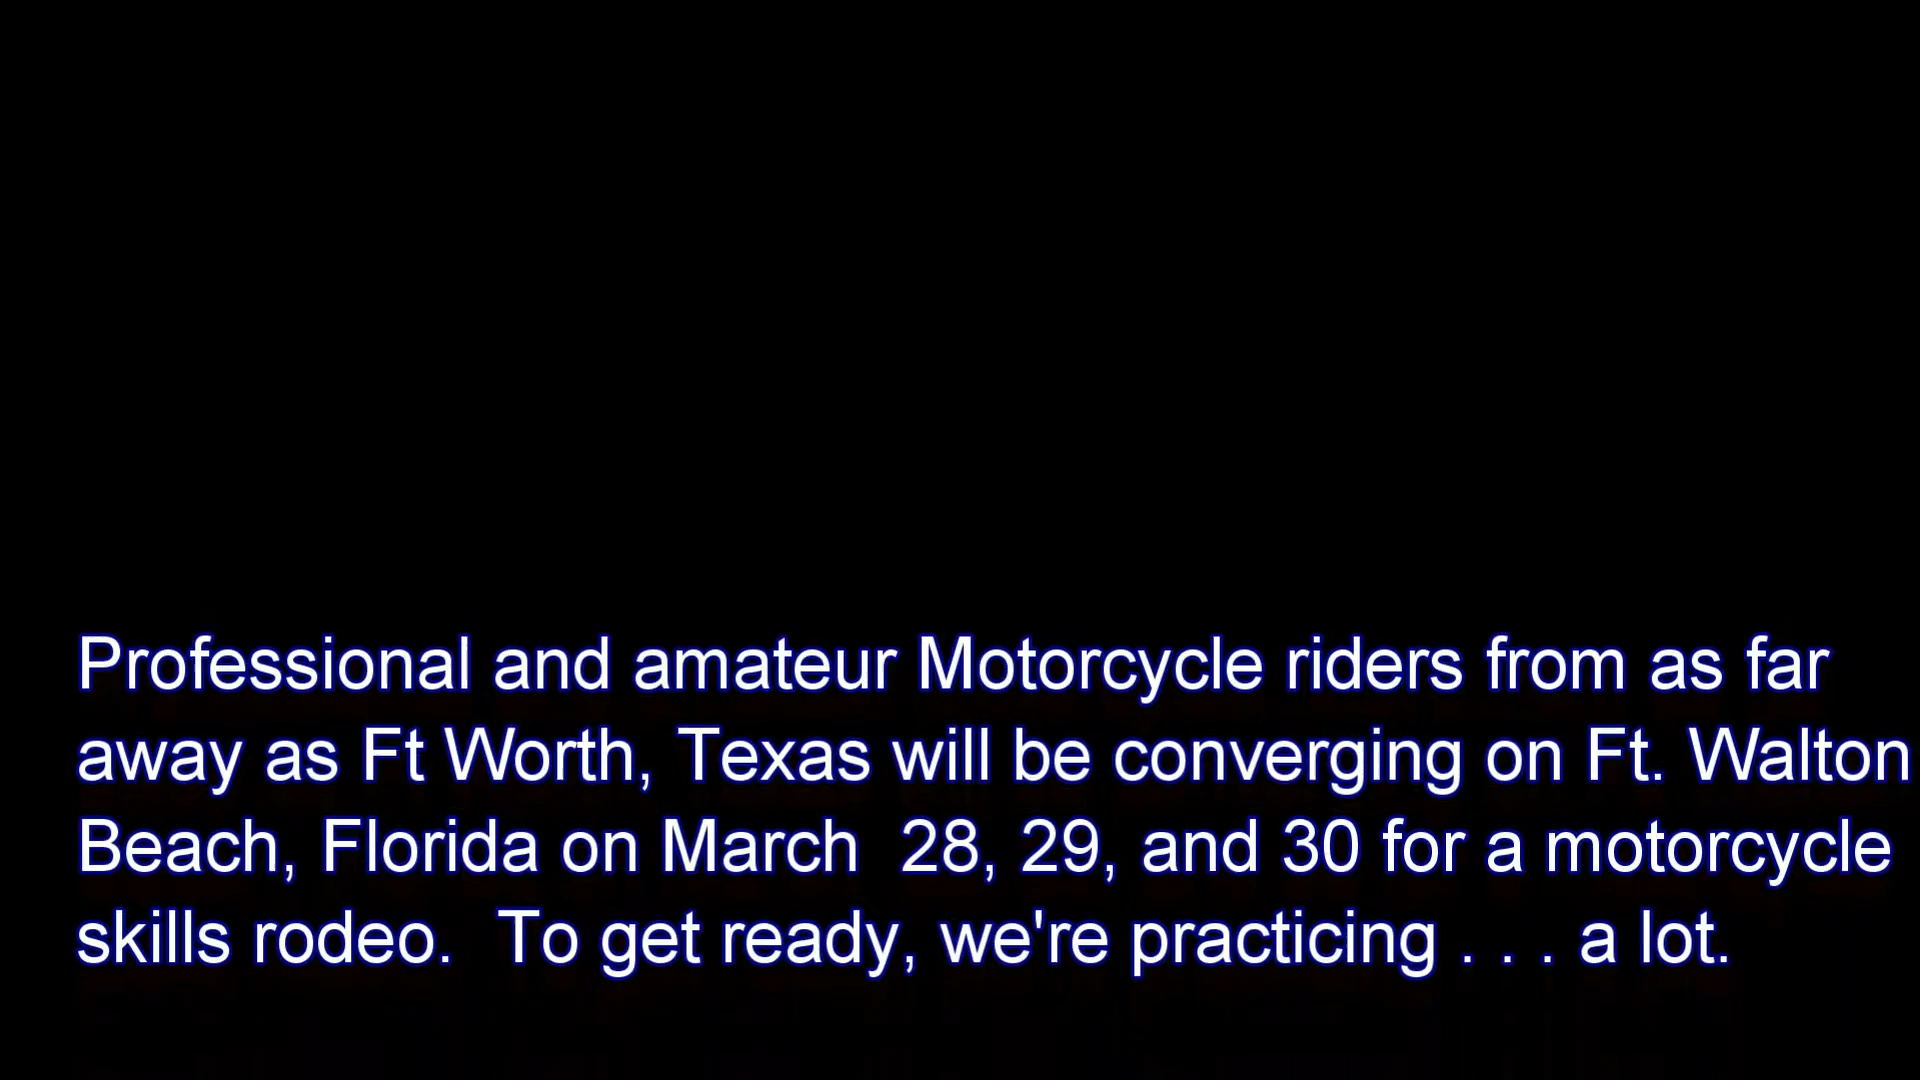 Professional and amateur Motorcycle riders from as far
away as Ft Worth, Texas will be converging on Ft. Walton
Beach, Florida on March  28, 29, and 30 for a motorcycle
skills rodeo.  To get ready, we're practicing . . . a lot.